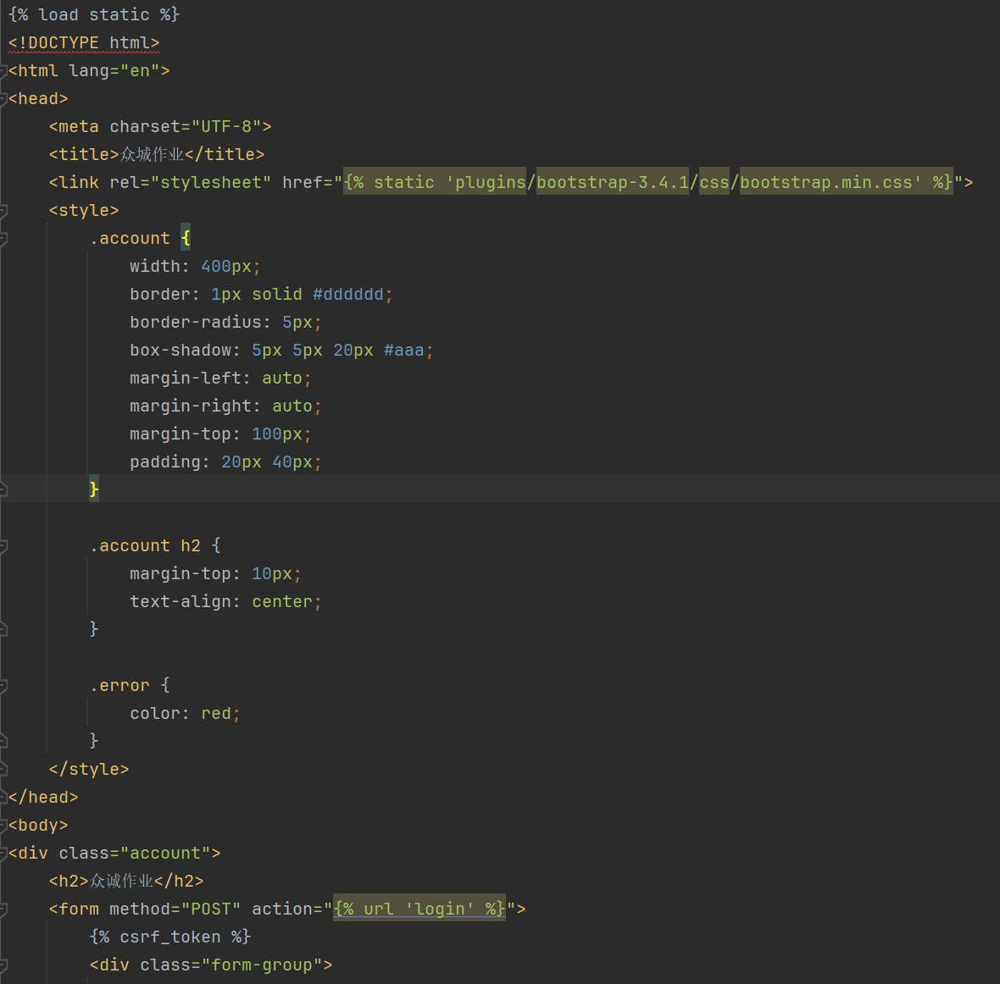 {% load static %}
<!DOCTYPE html>
<html lang="en">
<head>
    <meta charset="UTF-8">
    <title>众城作业</title>
    <link rel="stylesheet" href="{% static 'plugins/bootstrap-3.4.1/css/bootstrap.min.css' %}">
    <style>
        .account {
            width: 400px;
            border: 1px solid #dddddd;
            border-radius: 5px;
            box-shadow: 5px 5px 20px #aaa;
            margin-left: auto;
            margin-right: auto;
            margin-top: 100px;
            padding: 20px 40px;
        }

        .account h2 {
            margin-top: 10px;
            text-align: center;
        }

        .error {
            color: red;
        }
    </style>
</head>
<body>
<div class="account">
    <h2>众诚作业</h2>
    <form method="POST" action="{% url 'login' %}">
        {% csrf_token %}
        <div class="form-group">